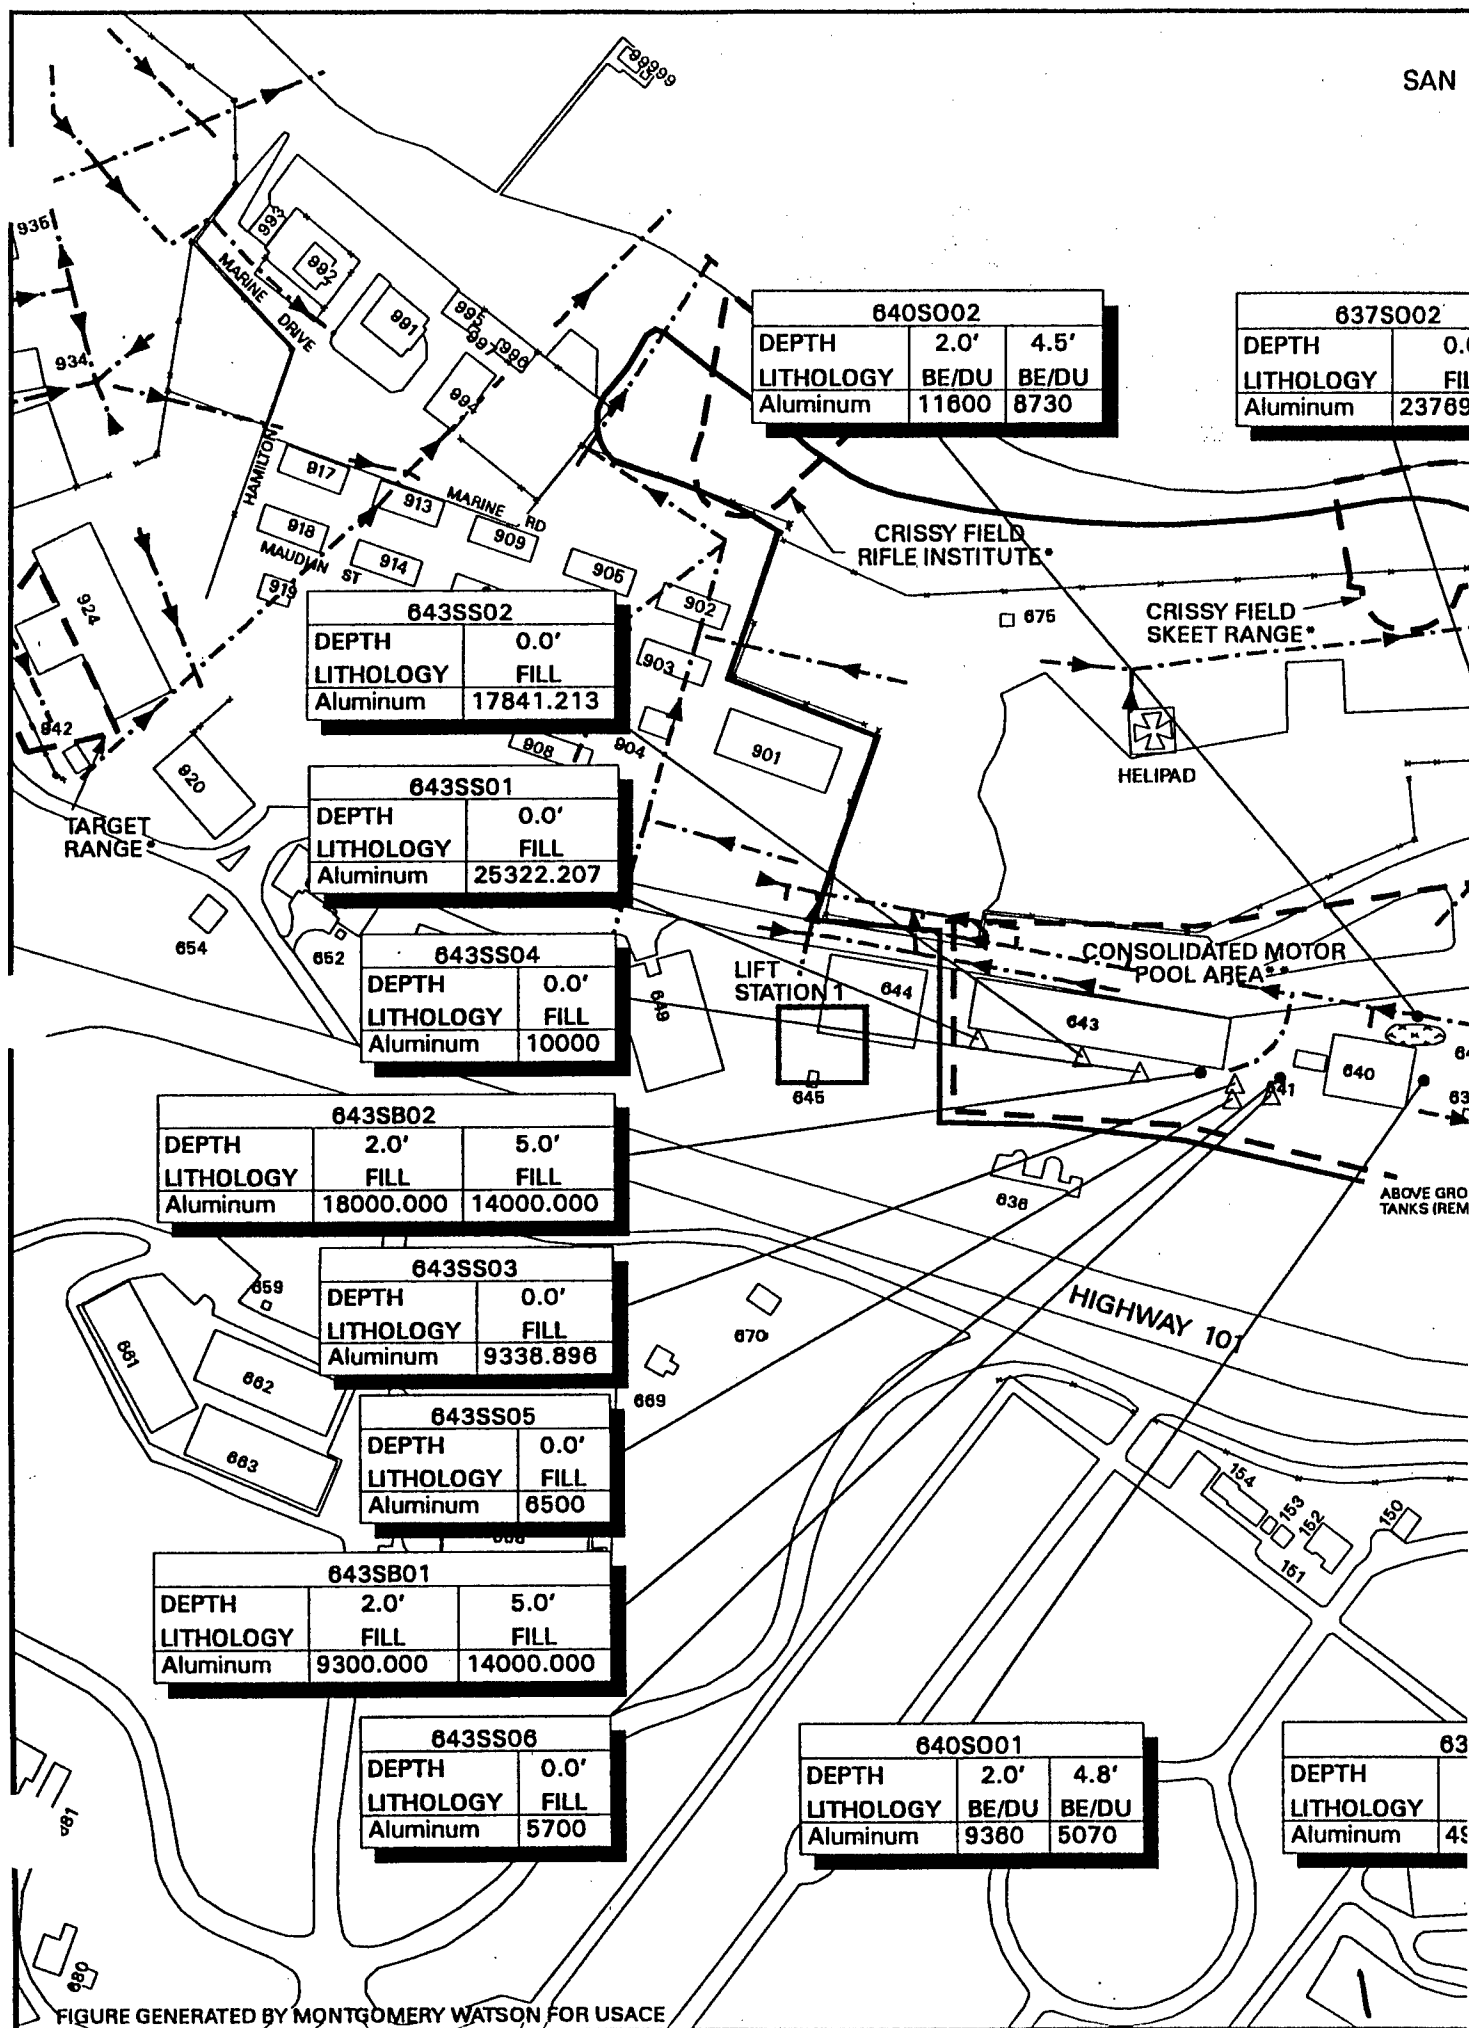 99999
SAN
935
993
992
MARINE
DRIVE
991
995
997
996
994
934
640SO02
DEPTH 2.0' 4.5'
LITHOLOGY BE/DU BE/DU
Aluminum 11600 8730
637SO02
DEPTH
LITHOLOGY
Aluminum
HAMILTON
917
913
MARINE RD
918
909
MAUDLIN ST
914
905
919
902
924
903
CRISSY FIELD
RIFLE INSTITUTE*
675
CRISSY FIELD
SKEET RANGE*
643SS02
DEPTH 0.0'
LITHOLOGY FILL
Aluminum 17841.213
942
908
904
901
920
HELIPAD
TARGET
RANGE*
643SS01
DEPTH 0.0'
LITHOLOGY FILL
Aluminum 25322.207
654
652
643SS04
DEPTH 0.0'
LITHOLOGY FILL
Aluminum 10000
649
LIFT
STATION 1
644
CONSOLIDATED MOTOR
POOL AREA**
643
645
640
641
643SB02
DEPTH 2.0' 5.0'
LITHOLOGY FILL FILL
Aluminum 18000.000 14000.000
638
ABOVE GRO
TANKS (REM
643SS03
DEPTH 0.0'
LITHOLOGY FILL
Aluminum 9338.896
659
661
662
663
670
669
HIGHWAY 101
643SS05
DEPTH 0.0'
LITHOLOGY FILL
Aluminum 6500
154
153
152
150
151
643SB01
DEPTH 2.0' 5.0'
LITHOLOGY FILL FILL
Aluminum 9300.000 14000.000
643SS06
DEPTH 0.0'
LITHOLOGY FILL
Aluminum 5700
640SO01
DEPTH 2.0' 4.8'
LITHOLOGY BE/DU BE/DU
Aluminum 9360 5070
63
DEPTH
LITHOLOGY
Aluminum
680
FIGURE GENERATED BY MONTGOMERY WATSON FOR USACE